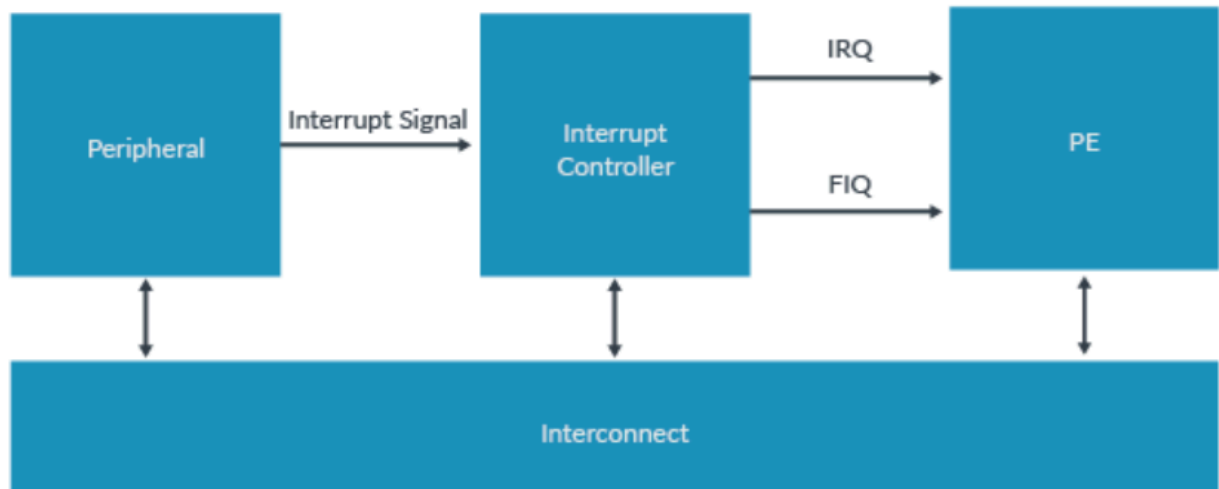 Peripheral
Interrupt Signal
Interrupt
Controller
IRQ
FIQ
PE
Interconnect